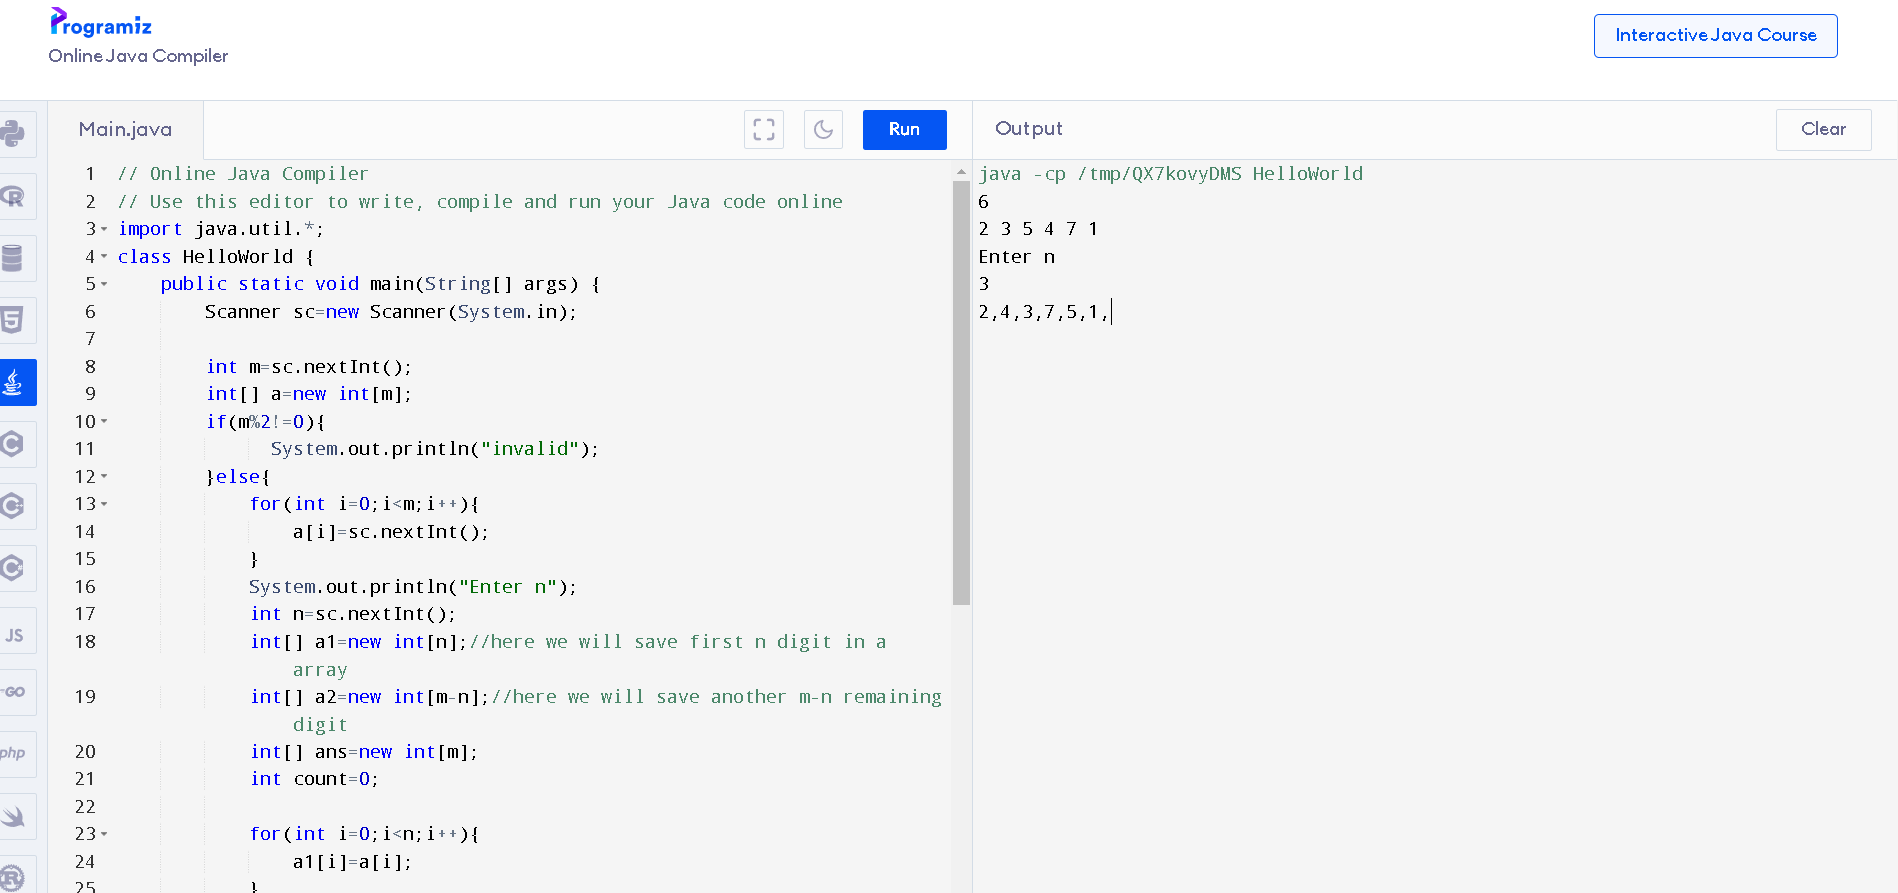 Programiz
Online Java Compiler
Interactive Java Course
Main.java
Run
Output
Clear
1 // Online Java Compiler
2 // Use this editor to write, compile and run your Java code online
3 import java.util.*;
4 class HelloWorld {
5 public static void main(String[] args) {
6 Scanner sc=new Scanner(System.in);
7
8 int m=sc.nextInt();
9 int[] a=new int[m];
10 if(m%2!=0){
11 System.out.println("invalid");
12 }else{
13 for(int i=0;i<m;i++){
14 a[i]=sc.nextInt();
15 }
16 System.out.println("Enter n");
17 int n=sc.nextInt();
18 int[] a1=new int[n];//here we will save first n digit in a
array
19 int[] a2=new int[m-n];//here we will save another m-n remaining
digit
20 int[] ans=new int[m];
21 int count=0;
22
23 for(int i=0;i<n;i++){
24 a1[i]=a[i];
25 }
java -cp /tmp/QX7kovyDMS HelloWorld
6
2 3 5 4 7 1
Enter n
3
2,4,3,7,5,1,
R
5
C
C
C#
JS
GO
php
R